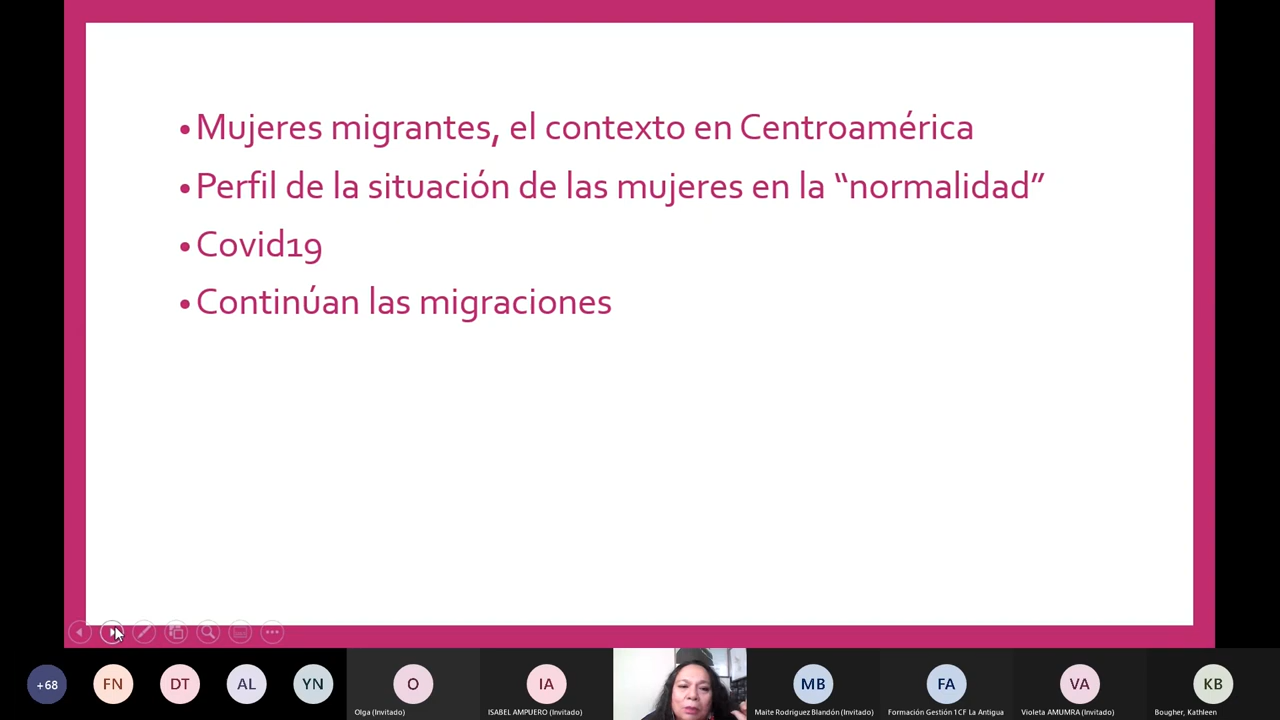 • Mujeres migrantes, el contexto en Centroamérica
• Perfil de la situación de las mujeres en la “normalidad”
• Covid19
• Continúan las migraciones
+68
FN
DT
AL
YN
O
Olga (Invitado)
IA
ISABEL AMPUERO (Invitado)
MB
Maite Rodriguez Blandón (Invitado)
FA
Formación Gestión 1CF La Antigua
VA
Violeta AMUMRA (Invitado)
KB
Bougher, Kathleen